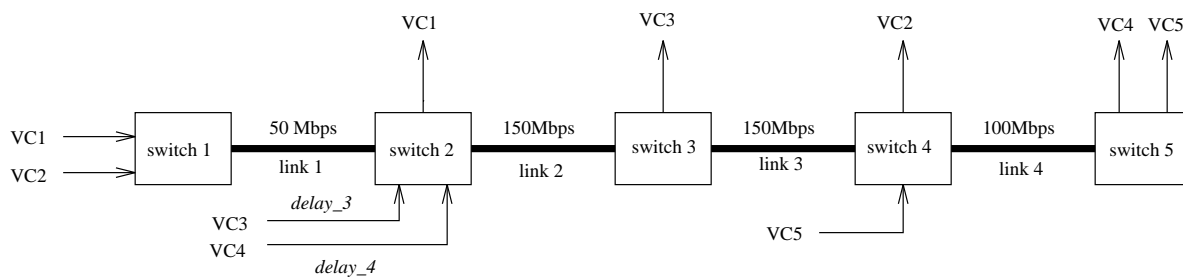 VC1 VC3 VC2 VC4 VC5
50 Mbps 150Mbps 150Mbps 100Mbps
VC1
VC2
switch 1 switch 2 switch 3 switch 4 switch 5
link 1 link 2 link 3 link 4
delay_3
VC3
VC4
delay_4
VC5